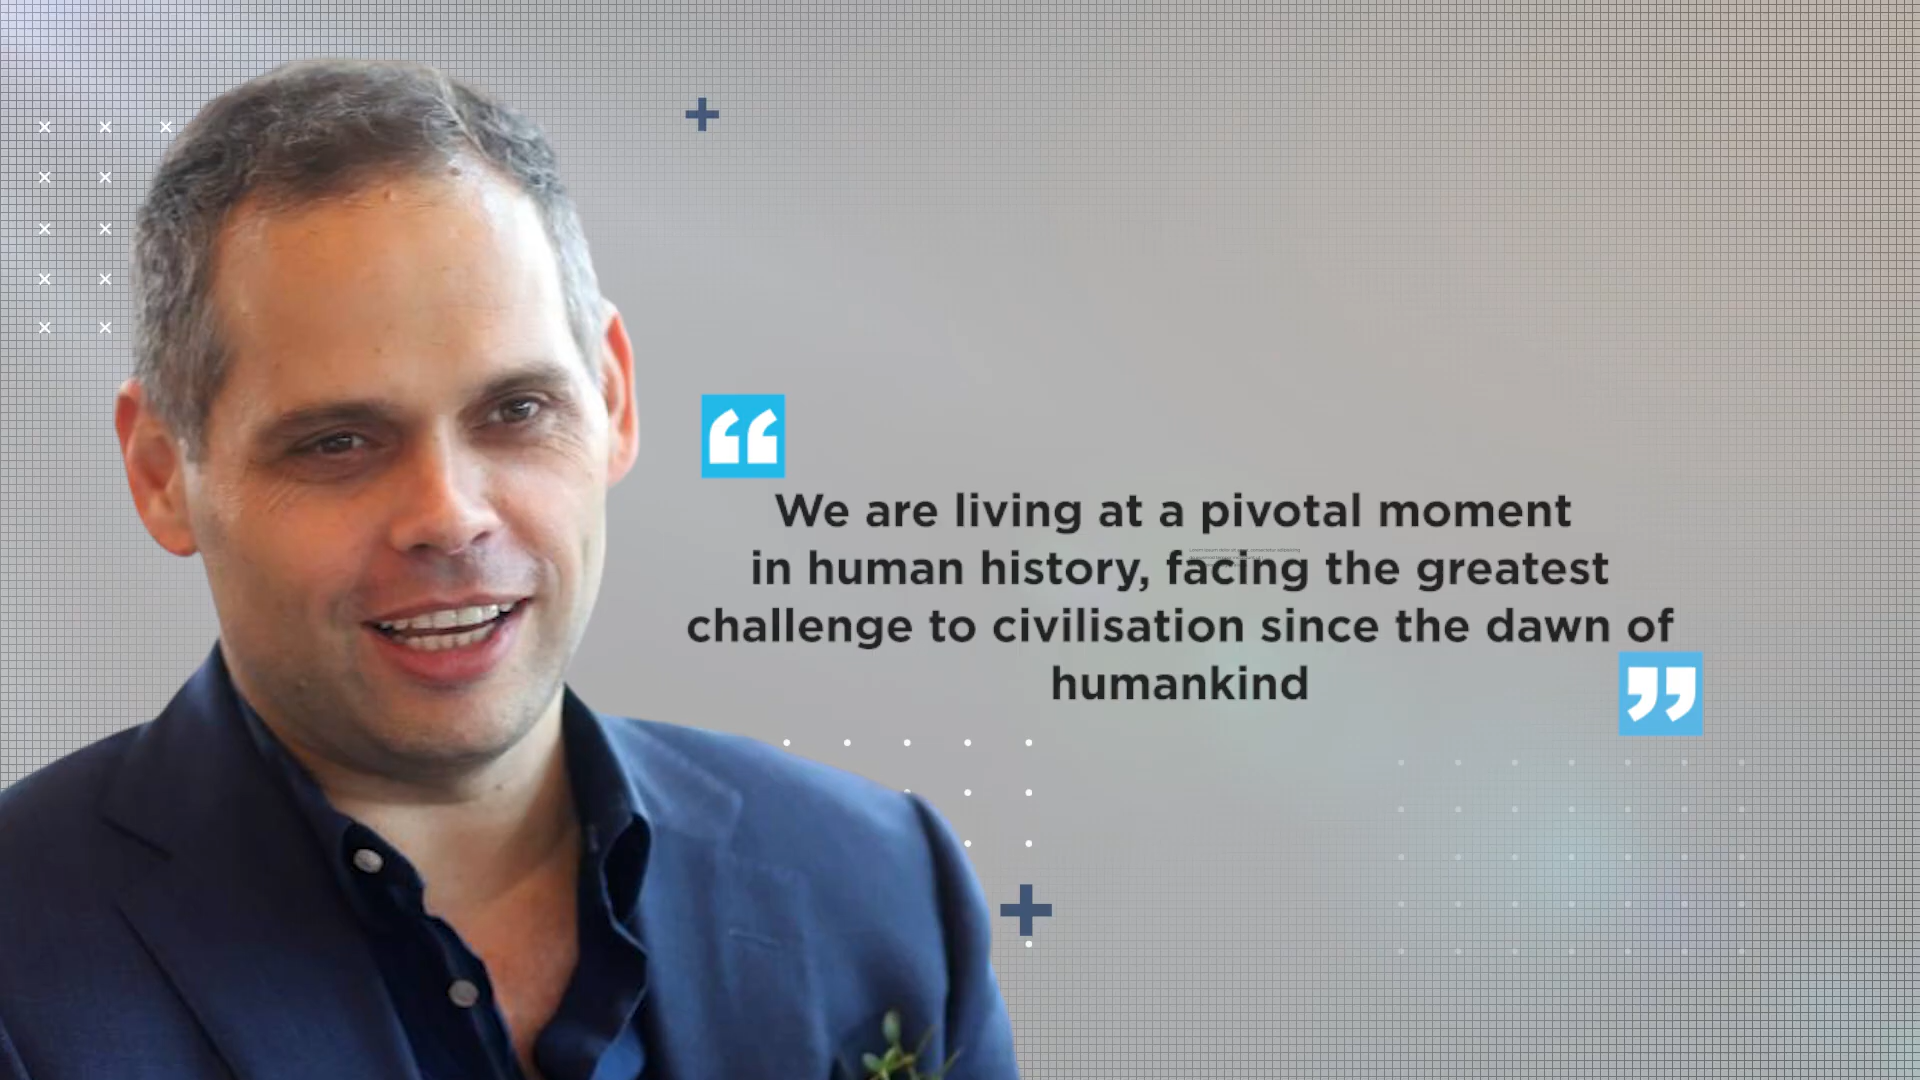 “
We are living at a pivotal moment
in human history, facing the greatest
challenge to civilisation since the dawn of
humankind
”